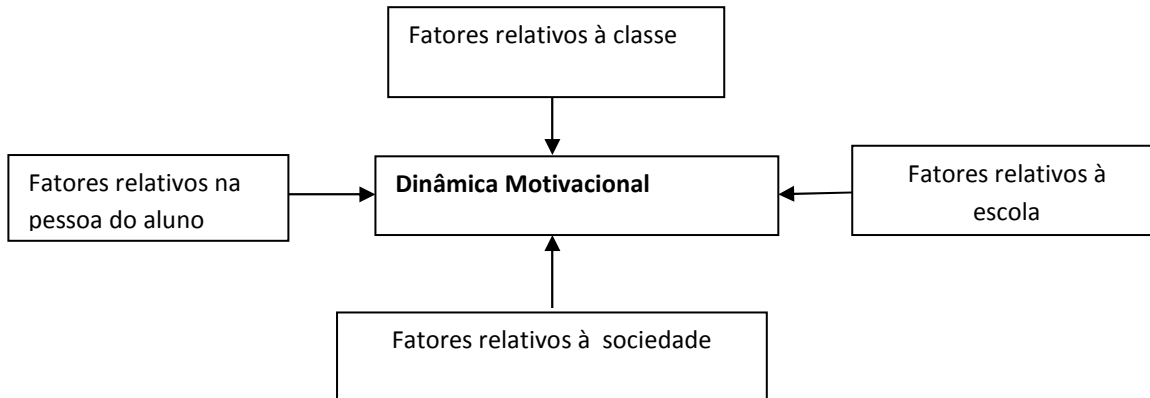 Fatores relativos à classe
Fatores relativos na
pessoa do aluno
Dinâmica Motivacional
Fatores relativos à
escola
Fatores relativos à sociedade